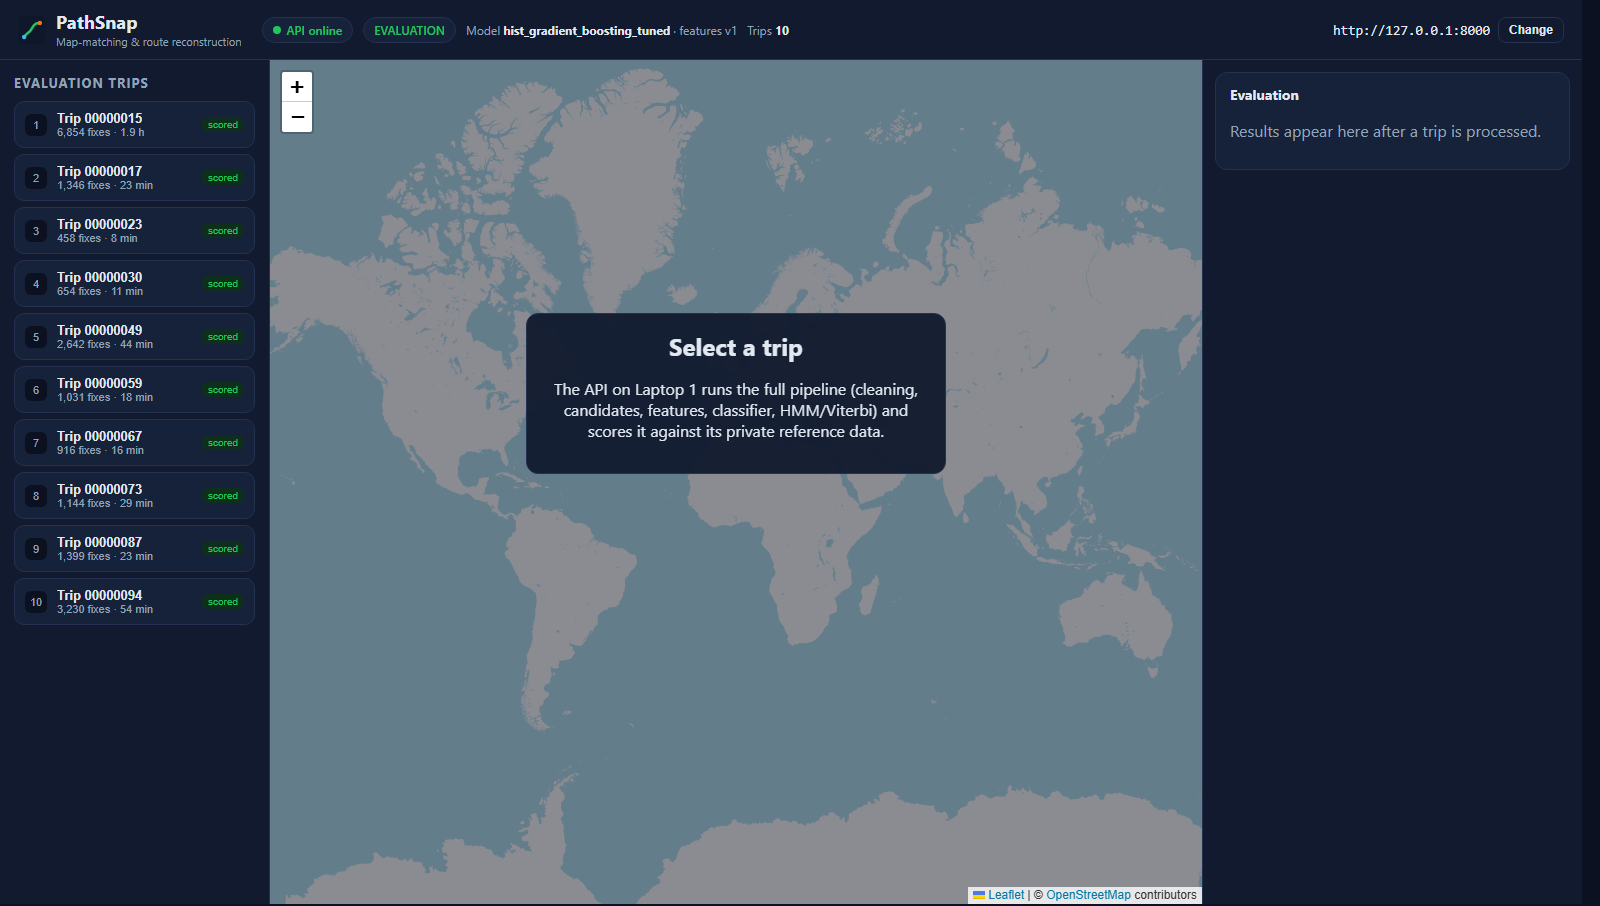 PathSnap
Map-matching & route reconstruction
API online
EVALUATION
Model hist_gradient_boosting_tuned · features v1 Trips 10
http://127.0.0.1:8000
Change
EVALUATION TRIPS
1
Trip 00000015
6,854 fixes · 1.9 h
scored
2
Trip 00000017
1,346 fixes · 23 min
scored
3
Trip 00000023
458 fixes · 8 min
scored
4
Trip 00000030
654 fixes · 11 min
scored
5
Trip 00000049
2,642 fixes · 44 min
scored
6
Trip 00000059
1,031 fixes · 18 min
scored
7
Trip 00000067
916 fixes · 16 min
scored
8
Trip 00000073
1,144 fixes · 29 min
scored
9
Trip 00000087
1,399 fixes · 23 min
scored
10
Trip 00000094
3,230 fixes · 54 min
scored
+
−
Select a trip
The API on Laptop 1 runs the full pipeline (cleaning,
candidates, features, classifier, HMM/Viterbi) and
scores it against its private reference data.
Leaflet | © OpenStreetMap contributors
Evaluation
Results appear here after a trip is processed.